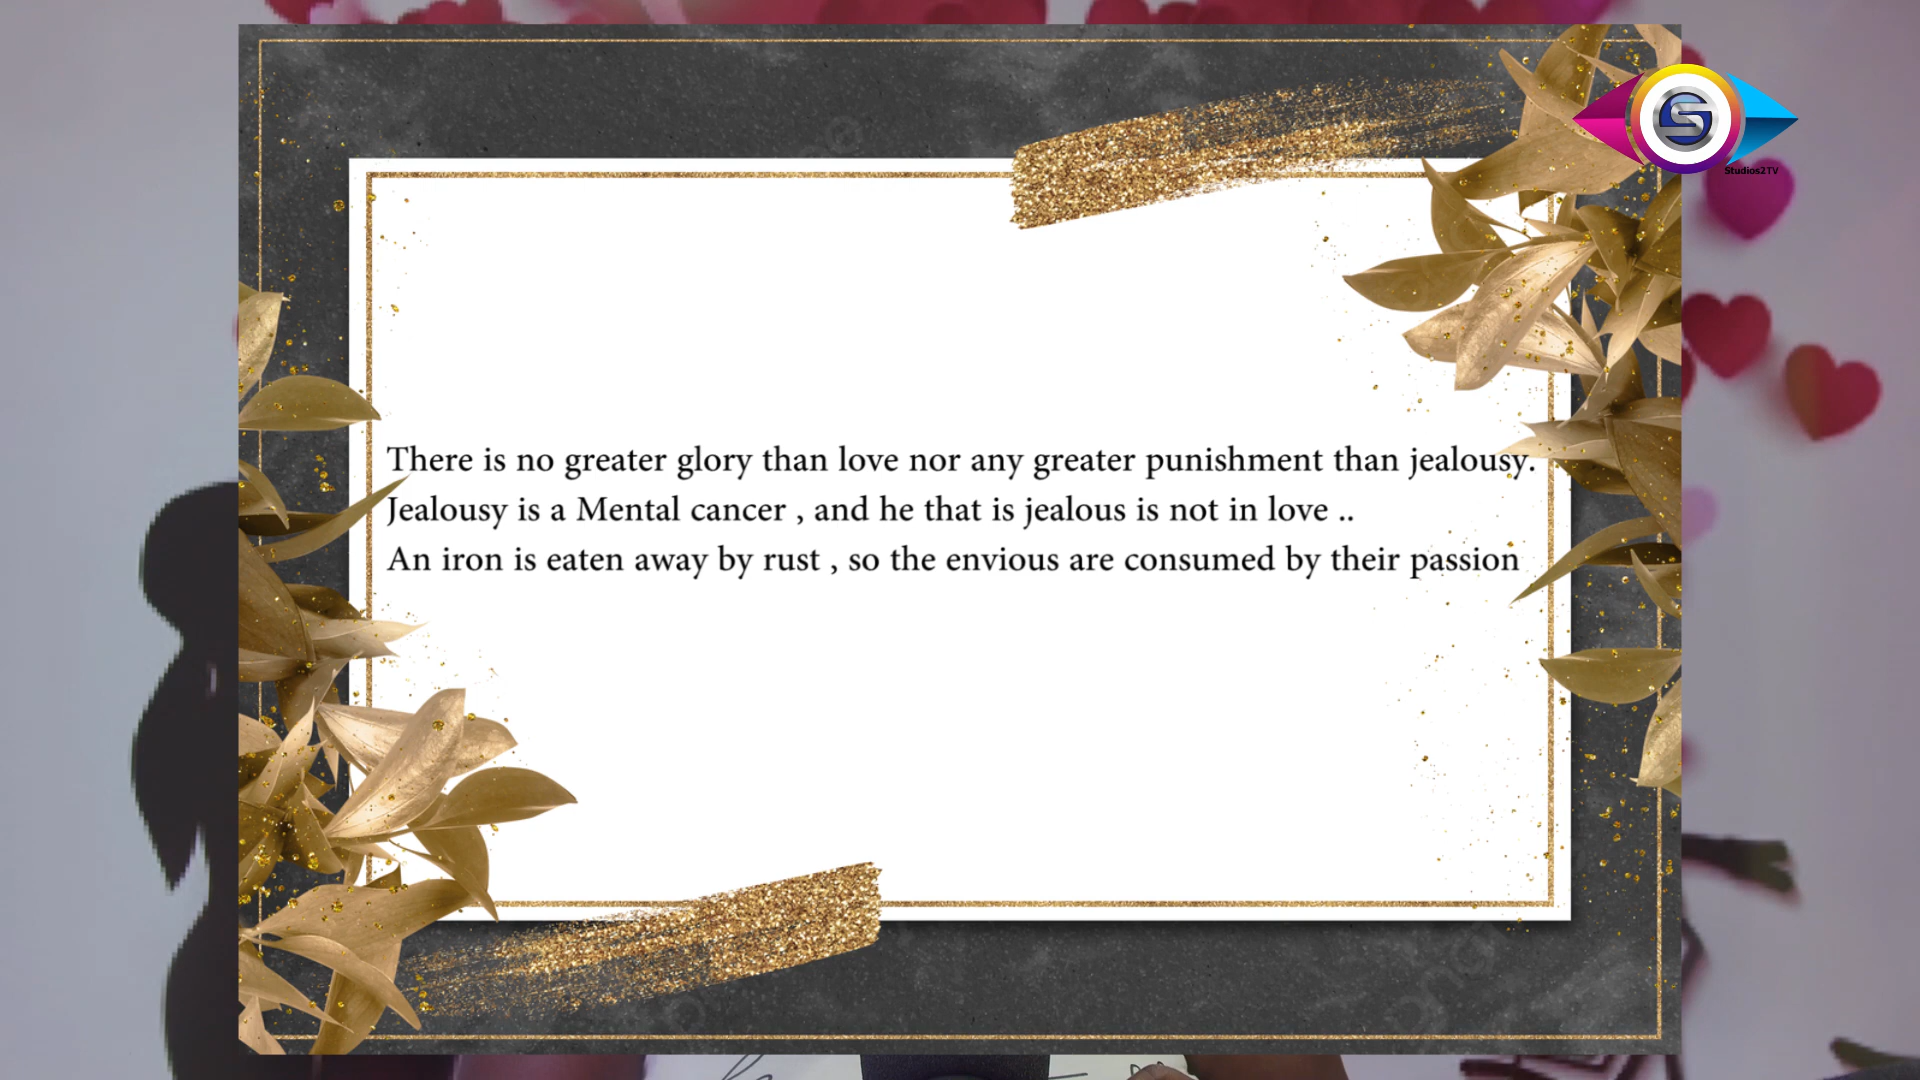 Studios2TV
There is no greater glory than love nor any greater punishment than jealousy.
Jealousy is a Mental cancer , and he that is jealous is not in love ..
An iron is eaten away by rust , so the envious are consumed by their passion